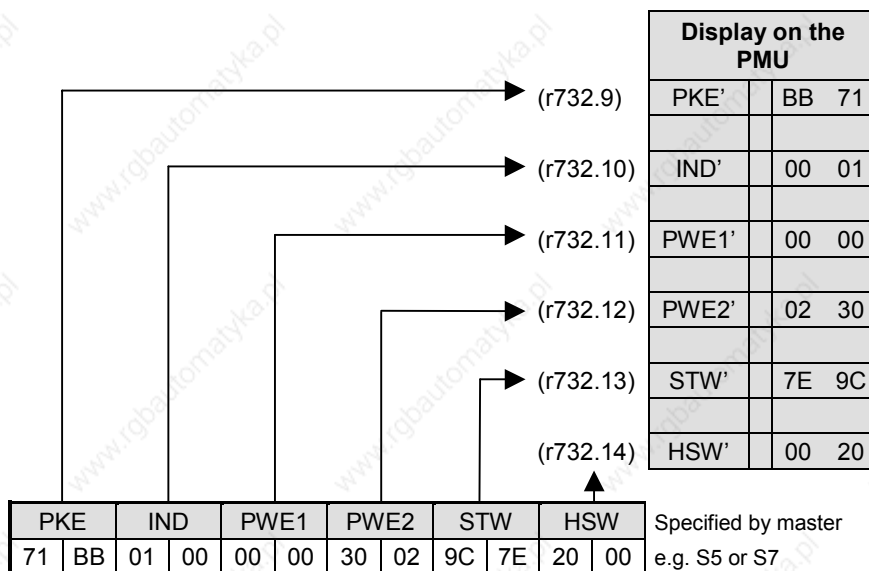 Display on the
PMU
(r732.9) PKE’ BB 71
(r732.10) IND’ 00 01
(r732.11) PWE1’ 00 00
(r732.12) PWE2’ 02 30
(r732.13) STW’ 7E 9C
(r732.14) HSW’ 00 20
PKE IND PWE1 PWE2 STW HSW Specified by master
71 BB 01 00 00 00 30 02 9C 7E 20 00 e.g. S5 or S7
www.rgbautomatyka.pl